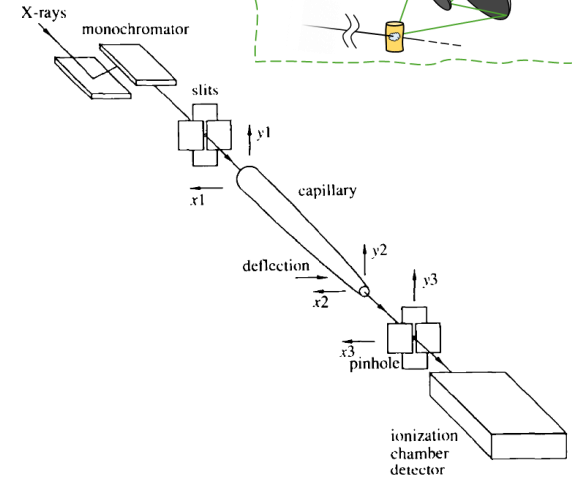 X-rays
monochromator
slits
y1
x1
capillary
deflection
y2
x2
y3
x3
pinhole
ionization
chamber
detector